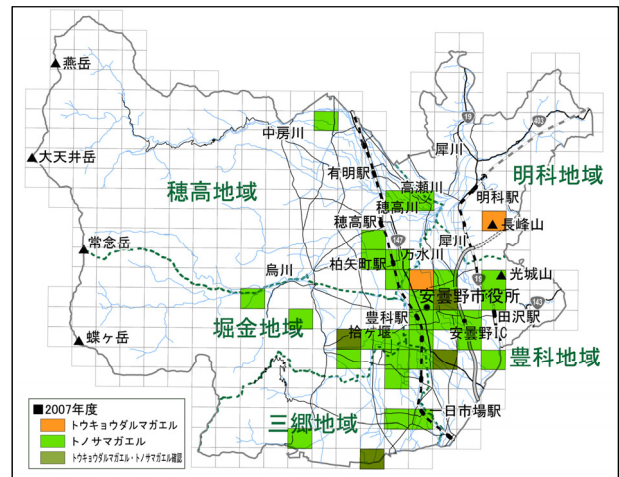 燕岳
19
403
中房川
犀川
大天井岳
有明駅
明科地域
高瀬川
穂高地域
穂高川
明科駅
穂高駅
長峰山
147
犀川
常念岳
万水川
柏矢町駅
烏川
光城山
19
安曇野市役所
143
豊科駅
田沢駅
堀金地域
拾ヶ堰
安曇野IC
蝶ヶ岳
豊科地域
日市場駅
三郷地域
■2007年度
トウキョウダルマガエル
トノサマガエル
トウキョウダルマガエル・トノサマガエル確認